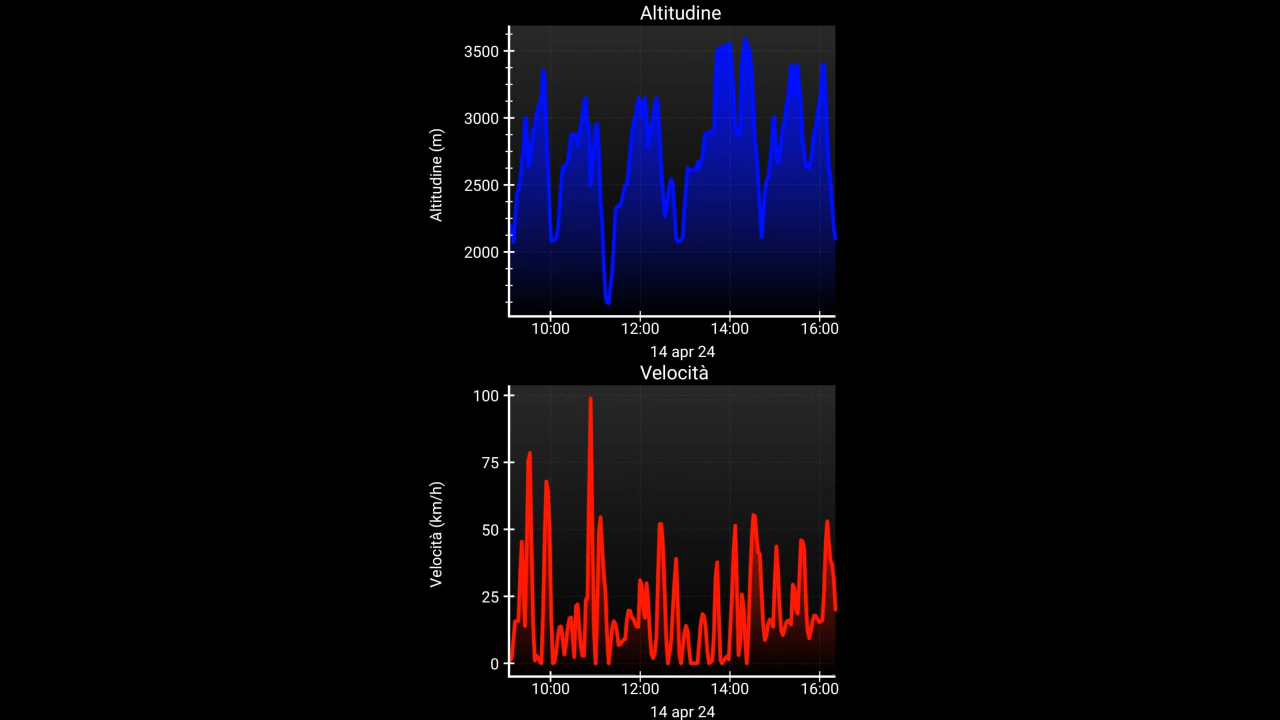 Altitudine
3500
3000
2500
2000
Altitudine (m)
10:00 12:00 14:00 16:00
14 apr 24
Velocità
100
75
50
25
0
Velocità (km/h)
10:00 12:00 14:00 16:00
14 apr 24